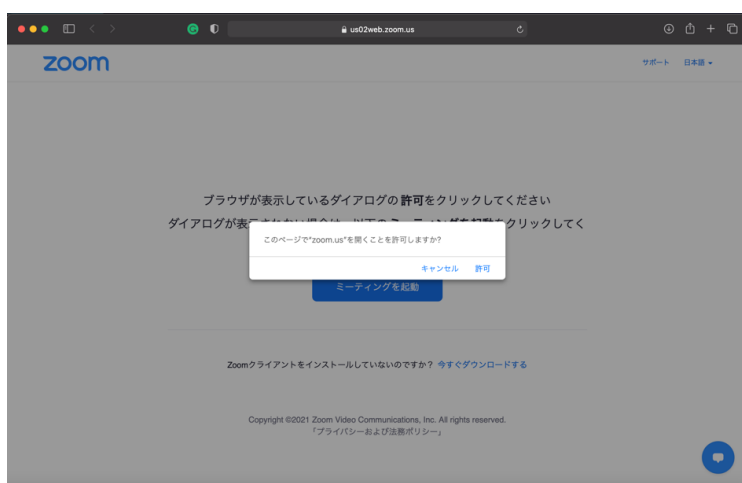 us02web.zoom.us
zoom
サポート 日本語
ブラウザが表示しているダイアログの 許可をクリックしてください
ダイアログが表 をクリックしてく
このページで"zoom.us"を開くことを許可しますか?
キャンセル 許可
ミーティングを起動
Zoomクライアントをインストールしていないのですか? 今すぐダウンロードする
Copyright ©2021 Zoom Video Communications, Inc. All rights reserved.
「プライバシーおよび法務ポリシー」